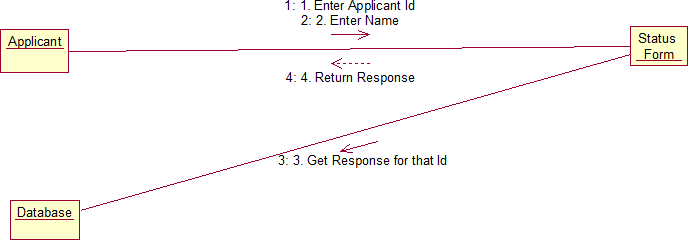 1: 1. Enter Applicant Id
2: 2. Enter Name
Applicant
Status
Form
4: 4. Return Response
3: 3. Get Response for that Id
Database